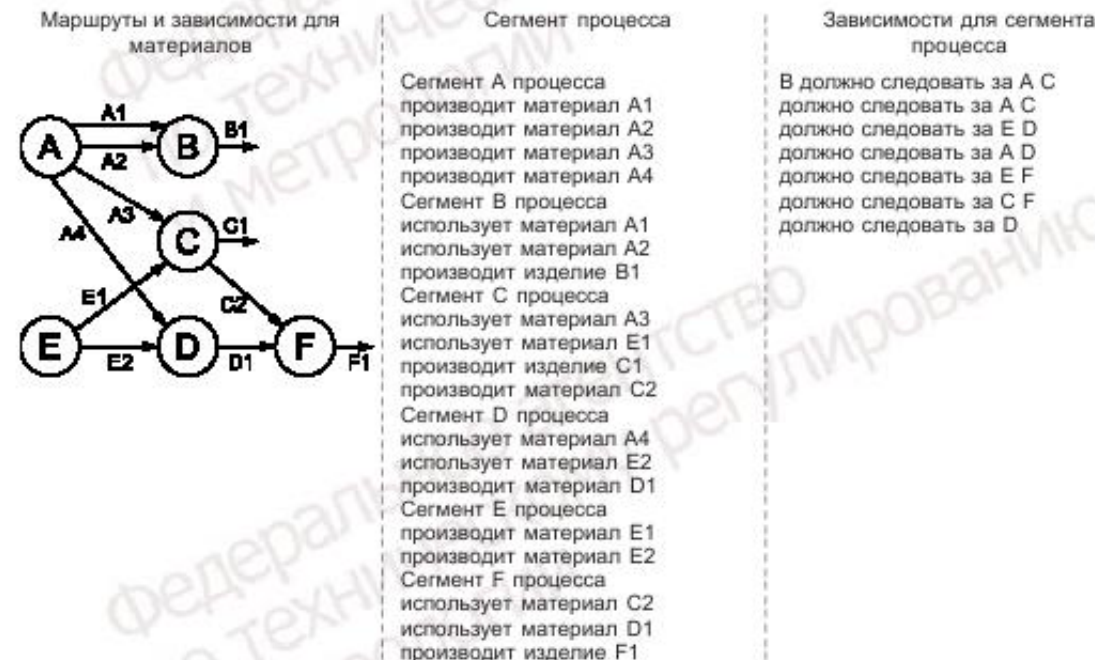 Маршруты и зависимости для
материалов
A1
A
A2
B
B1
A3
A4
C
C1
E1
C2
E
E2
D
D1
F
F1
Сегмент процесса
Сегмент A процесса
производит материал A1
производит материал A2
производит материал A3
производит материал A4
Сегмент B процесса
использует материал A1
использует материал A2
производит изделие B1
Сегмент C процесса
использует материал A3
использует материал E1
производит изделие C1
производит материал C2
Сегмент D процесса
использует материал A4
использует материал E2
производит материал D1
Сегмент E процесса
производит материал E1
производит материал E2
Сегмент F процесса
использует материал C2
использует материал D1
производит изделие F1
Зависимости для сегмента
процесса
B должно следовать за A C
должно следовать за A C
должно следовать за E D
должно следовать за A D
должно следовать за E F
должно следовать за C F
должно следовать за D